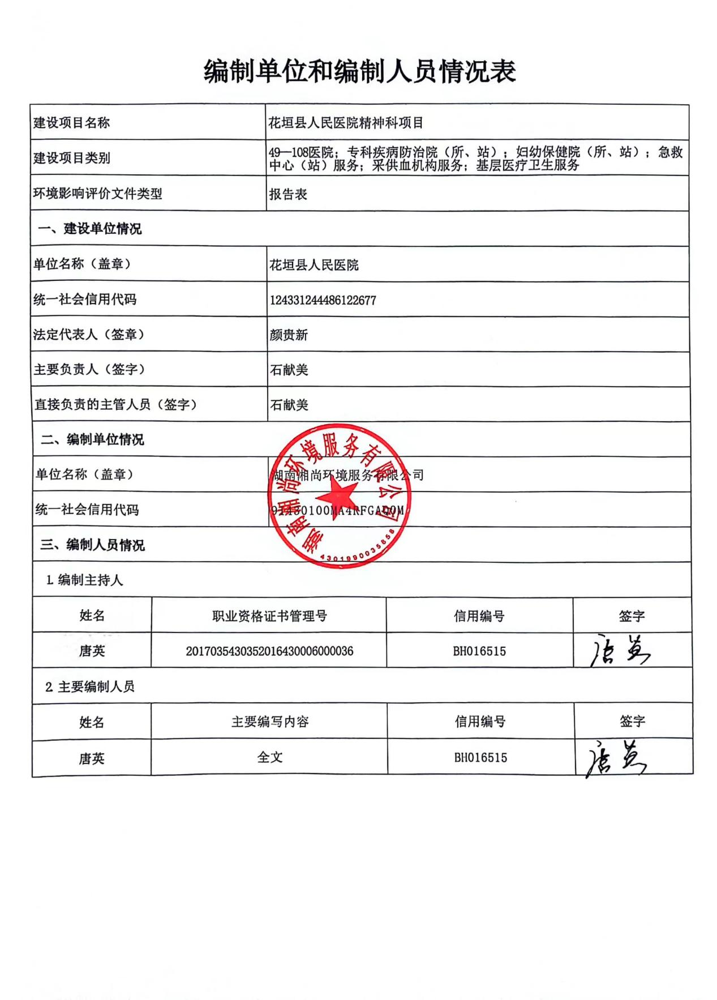 编制单位和编制人员情况表
建设项目名称
花垣县人民医院精神科项目
建设项目类别
49—108医院；专科疾病防治院（所、站）；妇幼保健院（所、站）；急救
中心（站）服务；采供血机构服务；基层医疗卫生服务
环境影响评价文件类型
报告表
一、建设单位情况
单位名称（盖章）
花垣县人民医院
统一社会信用代码
124331244486122677
法定代表人（签章）
颜贵新
主要负责人（签字）
石献美
直接负责的主管人员（签字）
石献美
二、编制单位情况
单位名称（盖章）
湖南湘尚环境服务有限公司
统一社会信用代码
91430100MA4RFGAQ0M
湖南湘尚环境服务有限公司
4301990035858
三、编制人员情况
1. 编制主持人
姓名 职业资格证书管理号 信用编号 签字
唐英 2017035430352016430006000036 BH016515 唐英
2. 主要编制人员
姓名 主要编写内容 信用编号 签字
唐英 全文 BH016515 唐英